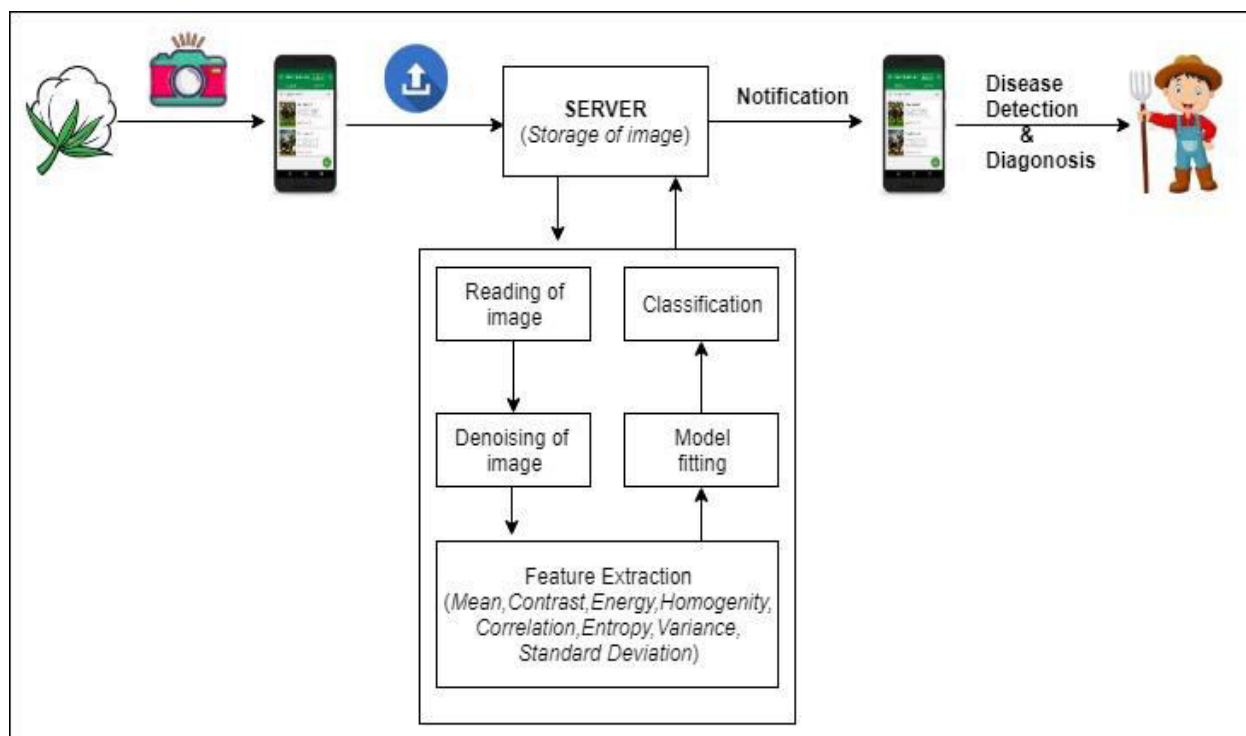 SERVER
(Storage of image)
Notification
Disease
Detection
&
Diagonosis
Reading of
image
Classification
Denoising of
image
Model
fitting
Feature Extraction
(Mean,Contrast,Energy,Homogenity,
Correlation,Entropy,Variance,
Standard Deviation)